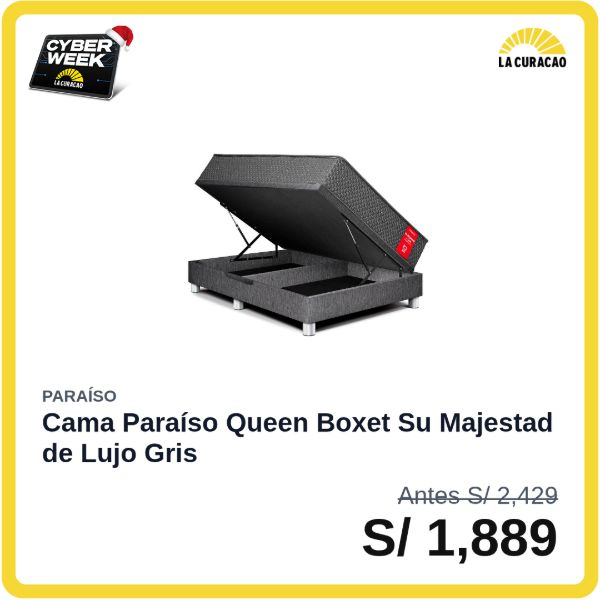 CYBER
WEEK
LA CURACAO
LA CURACAO
PARAÍSO
Cama Paraíso Queen Boxet Su Majestad
de Lujo Gris
Antes S/ 2,429
S/ 1,889